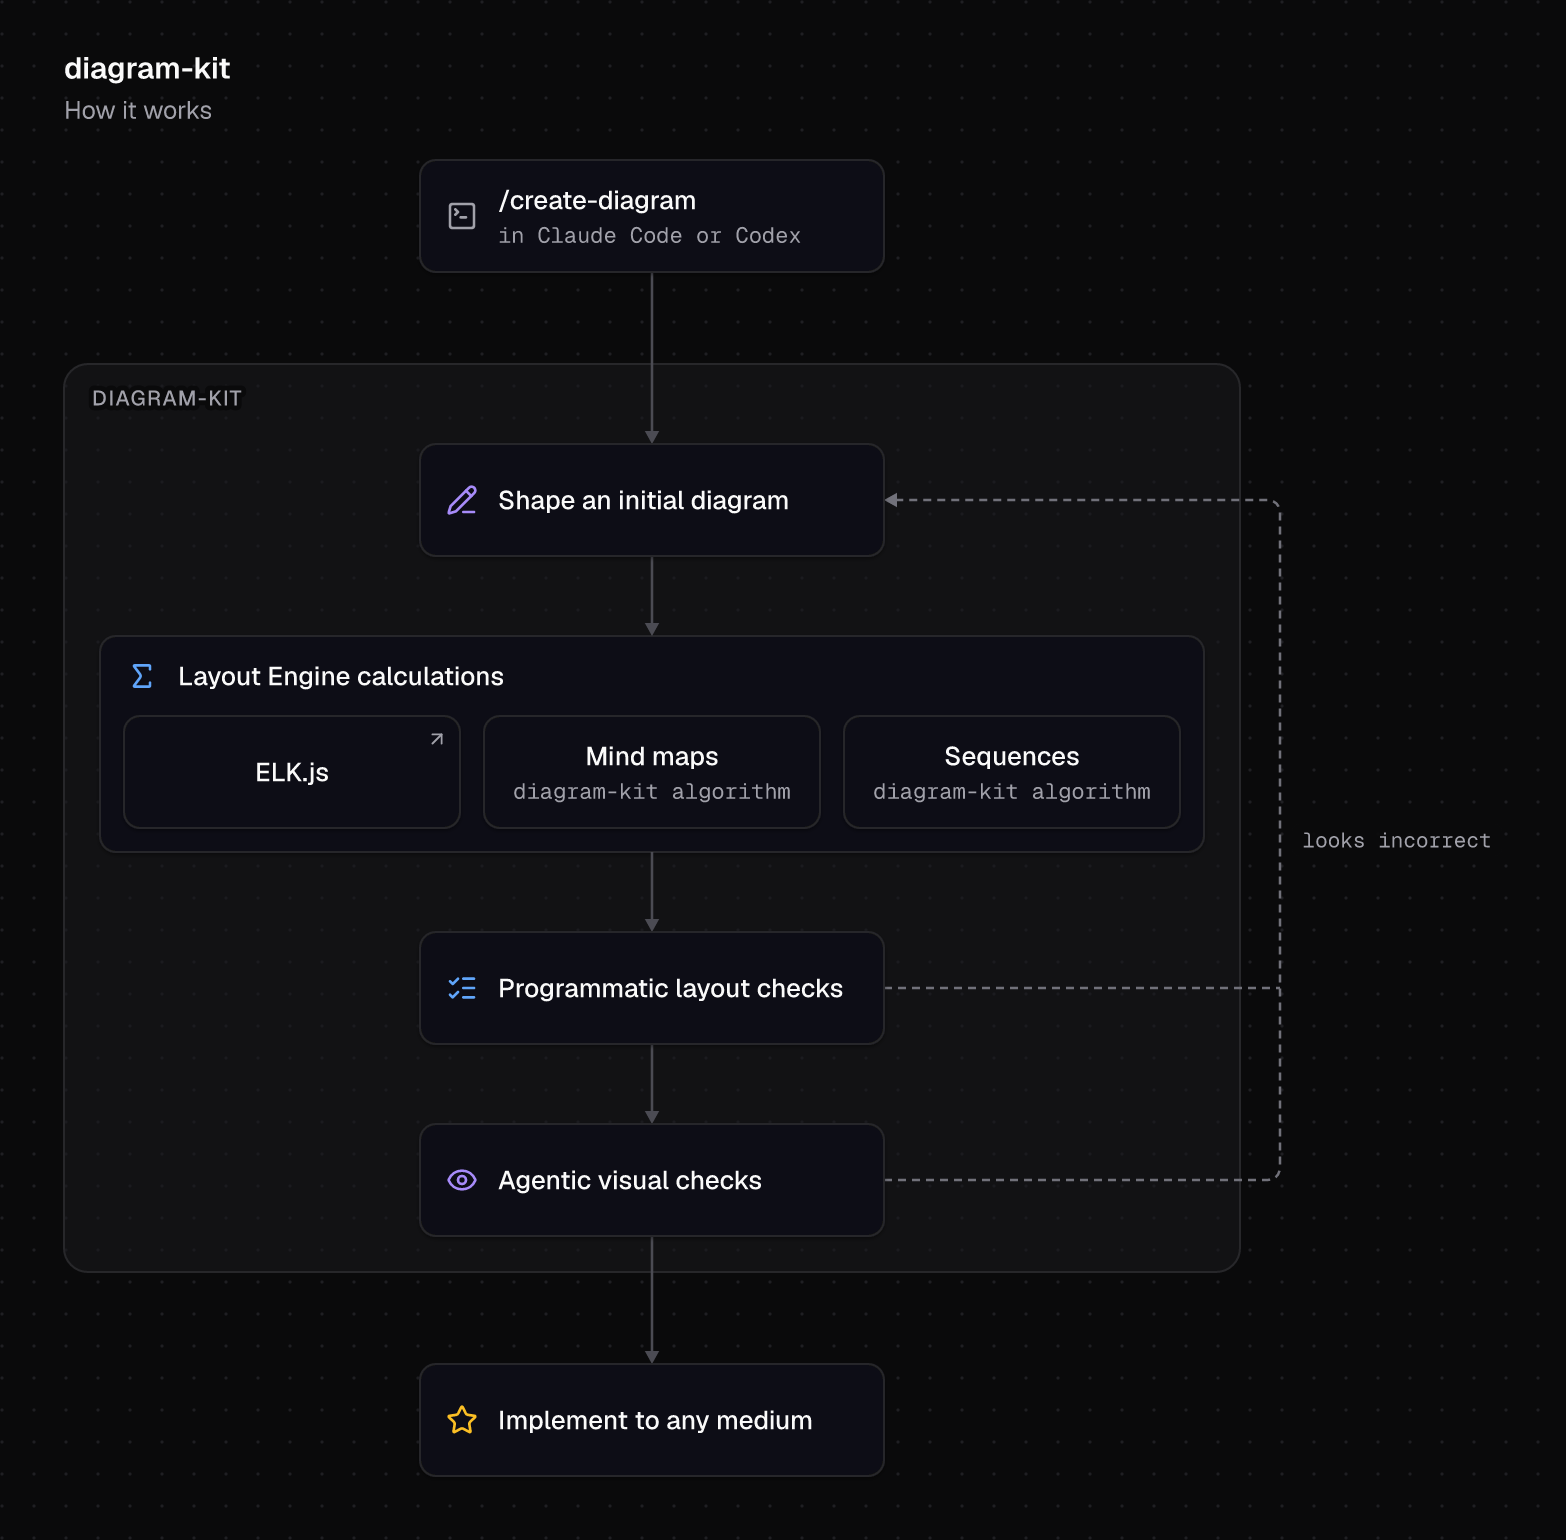 diagram-kit
How it works
/create-diagram
in Claude Code or Codex
DIAGRAM-KIT
Shape an initial diagram
Layout Engine calculations
ELK.js
Mind maps
diagram-kit algorithm
Sequences
diagram-kit algorithm
looks incorrect
Programmatic layout checks
Agentic visual checks
Implement to any medium